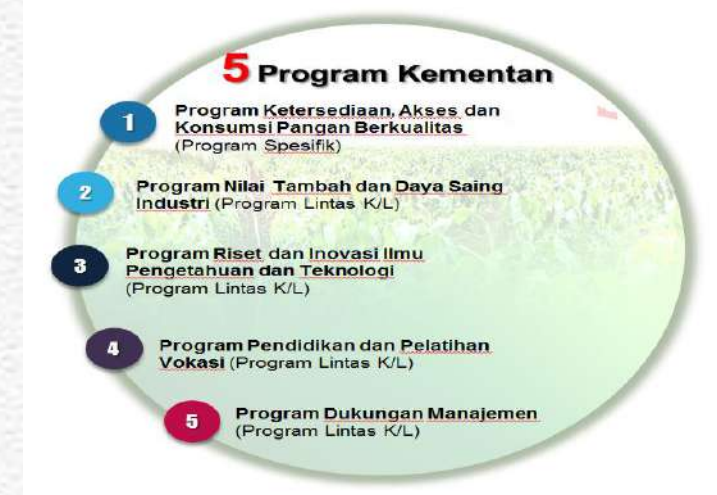 5 Program Kementan
1
Program Ketersediaan, Akses dan
Konsumsi Pangan Berkualitas
(Program Spesifik)
2
Program Nilai Tambah dan Daya Saing
Industri (Program Lintas K/L)
3
Program Riset dan Inovasi Ilmu
Pengetahuan dan Teknologi
(Program Lintas K/L)
4
Program Pendidikan dan Pelatihan
Vokasi (Program Lintas K/L)
5
Program Dukungan Manajemen
(Program Lintas K/L)